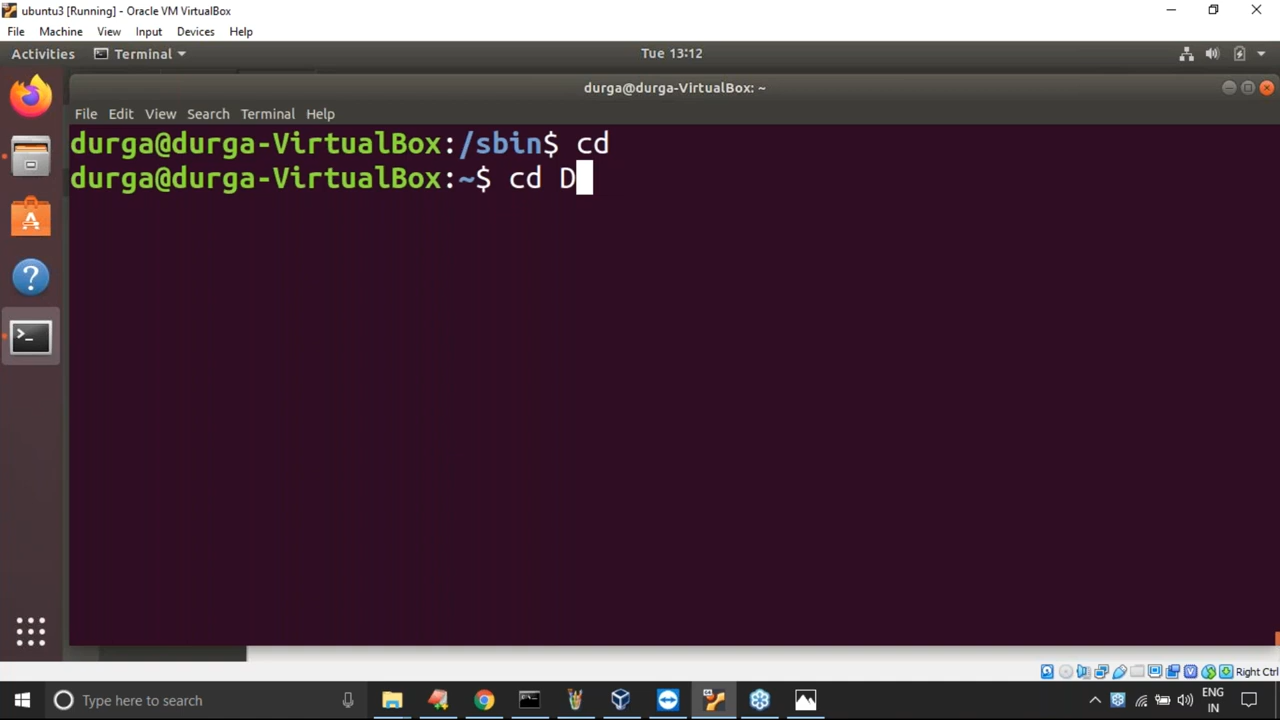 ubuntu3 [Running] - Oracle VM VirtualBox
File Machine View Input Devices Help
Activities Terminal Tue 13:12
durga@durga-VirtualBox: ~
File Edit View Search Terminal Help
durga@durga-VirtualBox:/sbin$ cd
durga@durga-VirtualBox:~$ cd D
Right Ctrl
Type here to search
ENG
IN